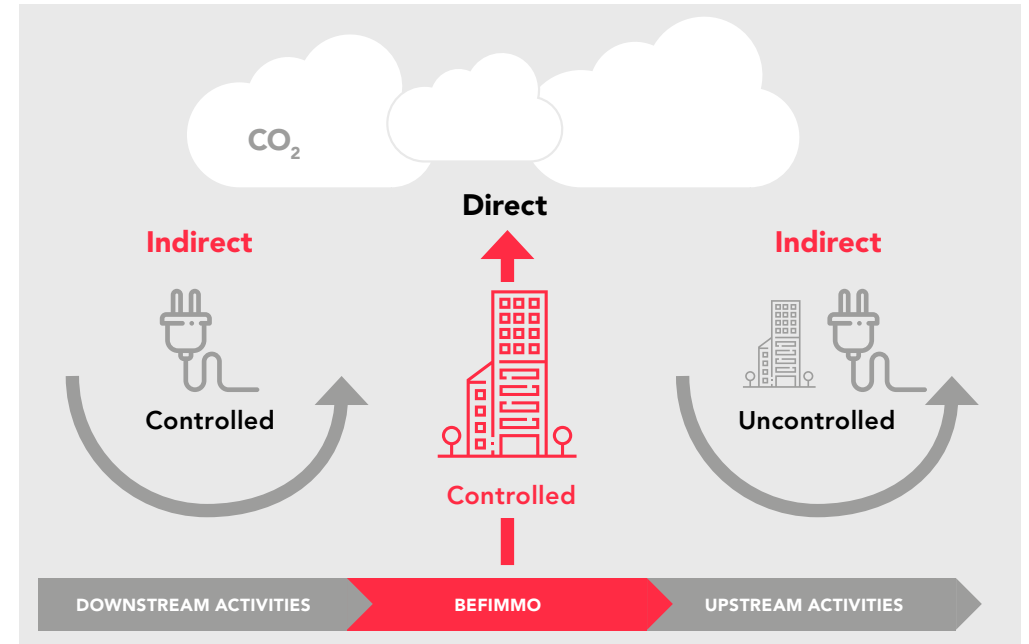 CO₂
Direct
Indirect
Indirect
Controlled
Uncontrolled
Controlled
DOWNSTREAM ACTIVITIES
BEFIMMO
UPSTREAM ACTIVITIES